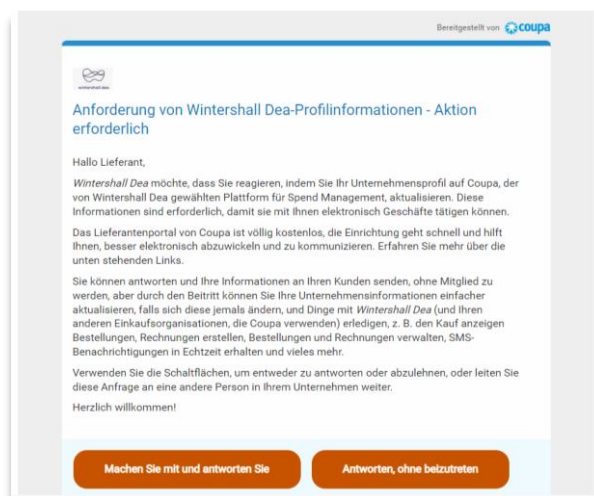 Bereitgestellt von coupa
wintershall dea
Anforderung von Wintershall Dea-Profilinformationen - Aktion
erforderlich
Hallo Lieferant,
Wintershall Dea möchte, dass Sie reagieren, indem Sie Ihr Unternehmensprofil auf Coupa, der
von Wintershall Dea gewählten Plattform für Spend Management, aktualisieren. Diese
Informationen sind erforderlich, damit sie mit Ihnen elektronisch Geschäfte tätigen können.
Das Lieferantenportal von Coupa ist völlig kostenlos, die Einrichtung geht schnell und hilft
Ihnen, besser elektronisch abzuwickeln und zu kommunizieren. Erfahren Sie mehr über die
unten stehenden Links.
Sie können antworten und Ihre Informationen an Ihren Kunden senden, ohne Mitglied zu
werden, aber durch den Beitritt können Sie Ihre Unternehmensinformationen einfacher
aktualisieren, falls sich diese jemals ändern, und Dinge mit Wintershall Dea (und Ihren
anderen Einkaufsorganisationen, die Coupa verwenden) erledigen, z. B. den Kauf anzeigen
Bestellungen, Rechnungen erstellen, Bestellungen und Rechnungen verwalten, SMS-
Benachrichtigungen in Echtzeit erhalten und vieles mehr.
Verwenden Sie die Schaltflächen, um entweder zu antworten oder abzulehnen, oder leiten Sie
diese Anfrage an eine andere Person in Ihrem Unternehmen weiter.
Herzlich willkommen!
Machen Sie mit und antworten Sie
Antworten, ohne beizutreten